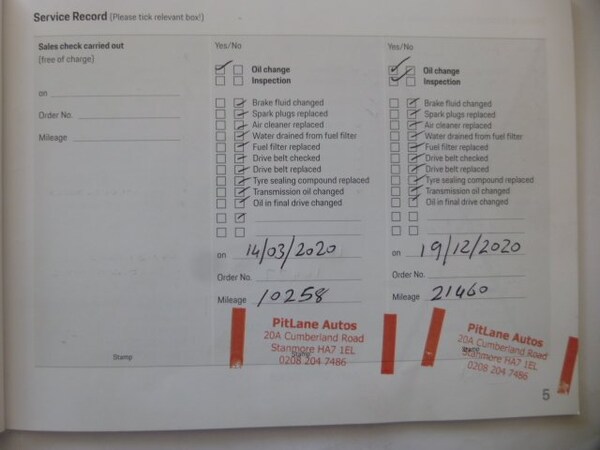 Service Record (Please tick relevant box!)
Sales check carried out
(free of charge)
on
Order No.
Mileage
Stamp
Yes/No
Oil change
Inspection
Brake fluid changed
Spark plugs replaced
Air cleaner replaced
Water drained from fuel filter
Fuel filter replaced
Drive belt checked
Drive belt replaced
Tyre sealing compound replaced
Transmission oil changed
Oil in final drive changed
on 14/03/2020
Order No.
Mileage 10258
PitLane Autos
20A Cumberland Road
Stanmore HA7 1EL
Stamp
0208 204 7486
Yes/No
Oil change
Inspection
Brake fluid changed
Spark plugs replaced
Air cleaner replaced
Water drained from fuel filter
Fuel filter replaced
Drive belt checked
Drive belt replaced
Tyre sealing compound replaced
Transmission oil changed
Oil in final drive changed
on 19/12/2020
Order No.
Mileage 21460
PitLane Autos
20A Cumberland Road
Stanmore HA7 1EL
0208 204 7486
5